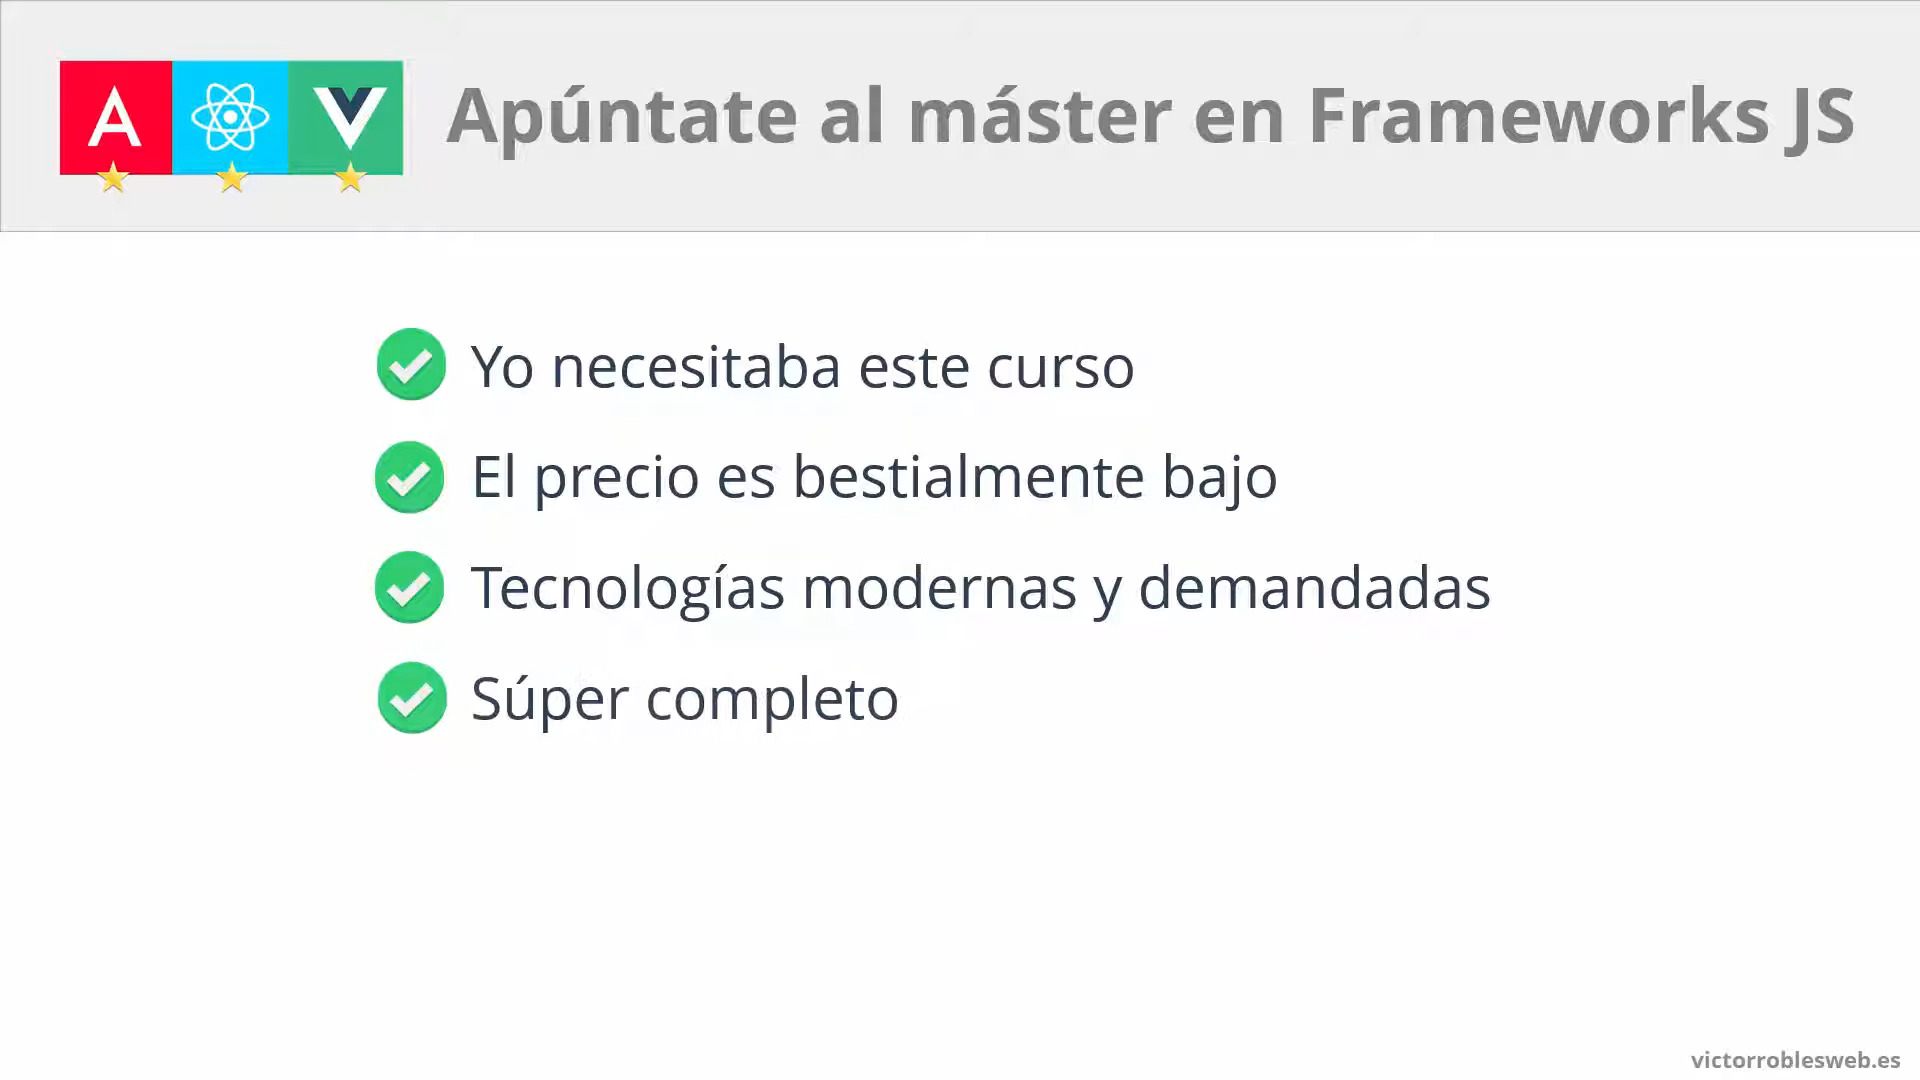 Apúntate al máster en Frameworks JS
Yo necesitaba este curso
El precio es bestialmente bajo
Tecnologías modernas y demandadas
Súper completo
victorroblesweb.es